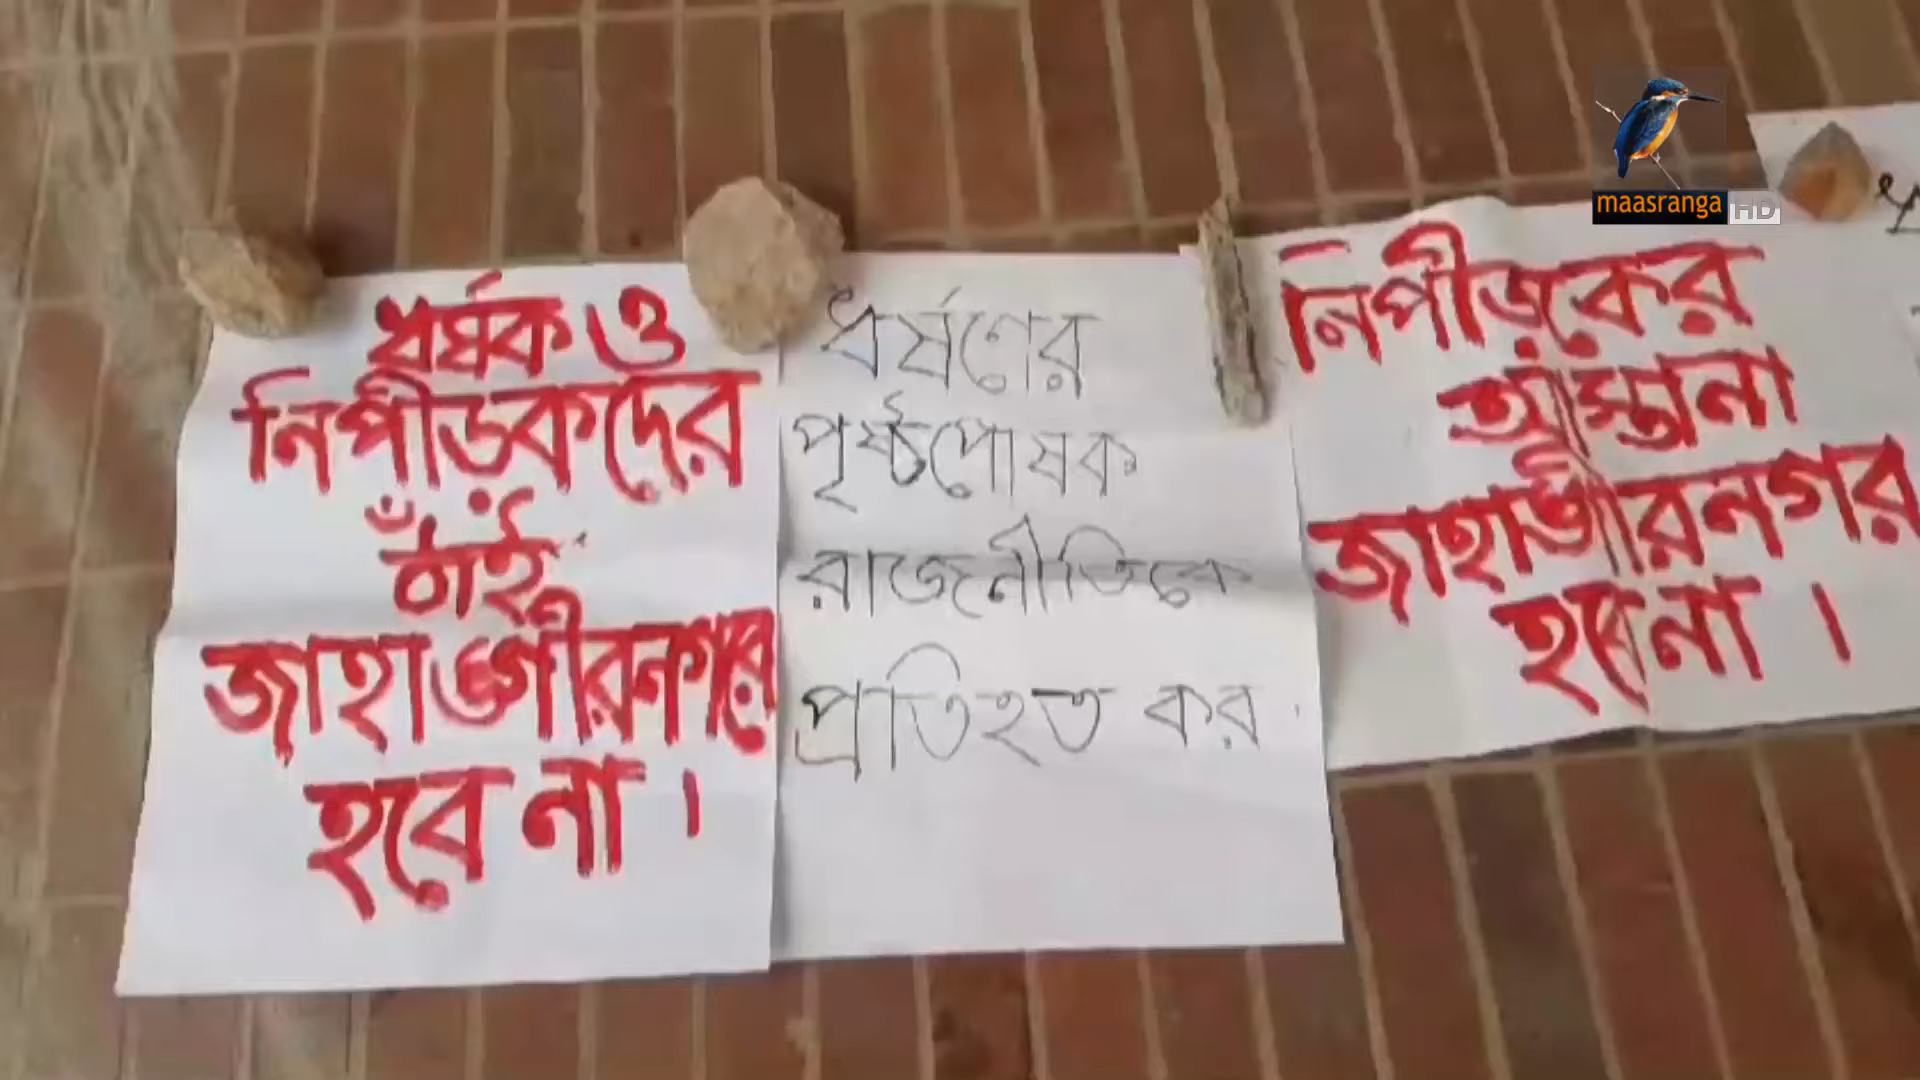 ধর্ষক ও
নিপীড়কদের
ঠাঁই
জাহাঙ্গীরনগরে
হবে না।
ধর্ষণের
পৃষ্ঠপোষক
রাজনীতিকে
প্রতিহত কর
নিপীড়কের
আস্তানা
জাহাঙ্গীরনগর
হবে না।
maasranga HD